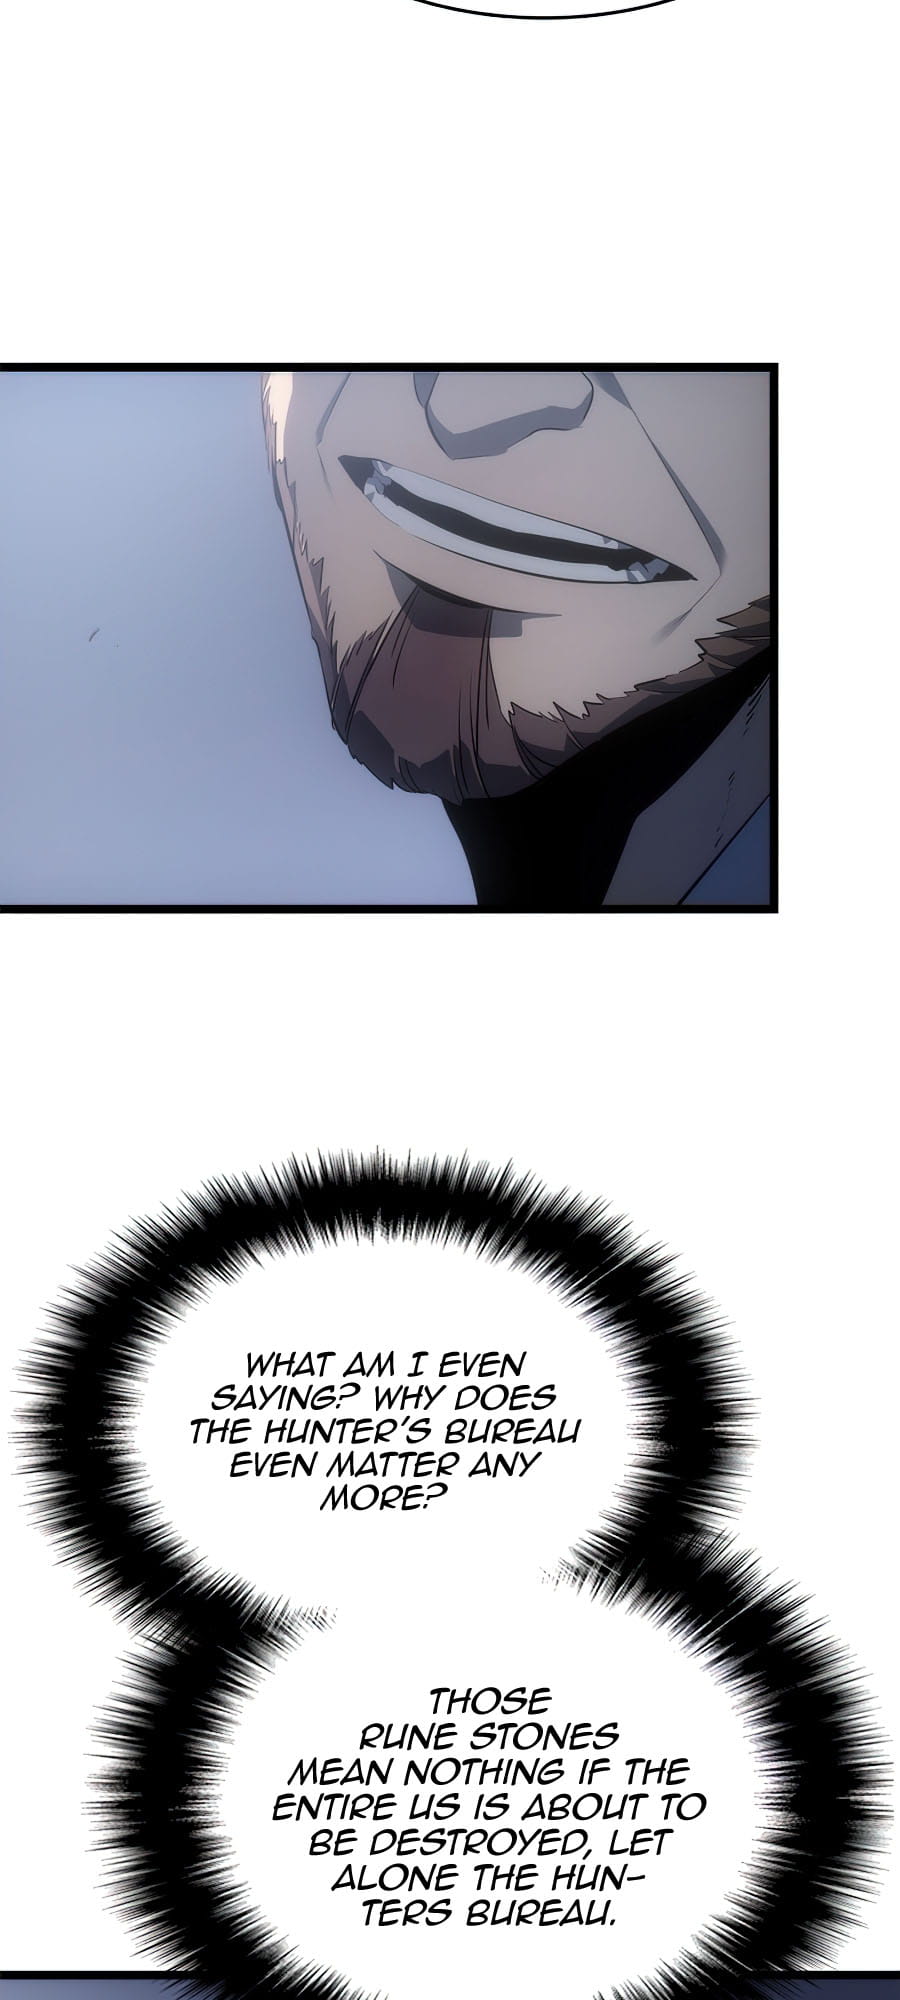 WHAT AM I EVEN
SAYING? WHY DOES
THE HUNTER'S BUREAU
EVEN MATTER ANY
MORE?
THOSE
RUNE STONES
MEAN NOTHING IF THE
ENTIRE US IS ABOUT TO
BE DESTROYED, LET
ALONE THE HUN-
TERS BUREAU.